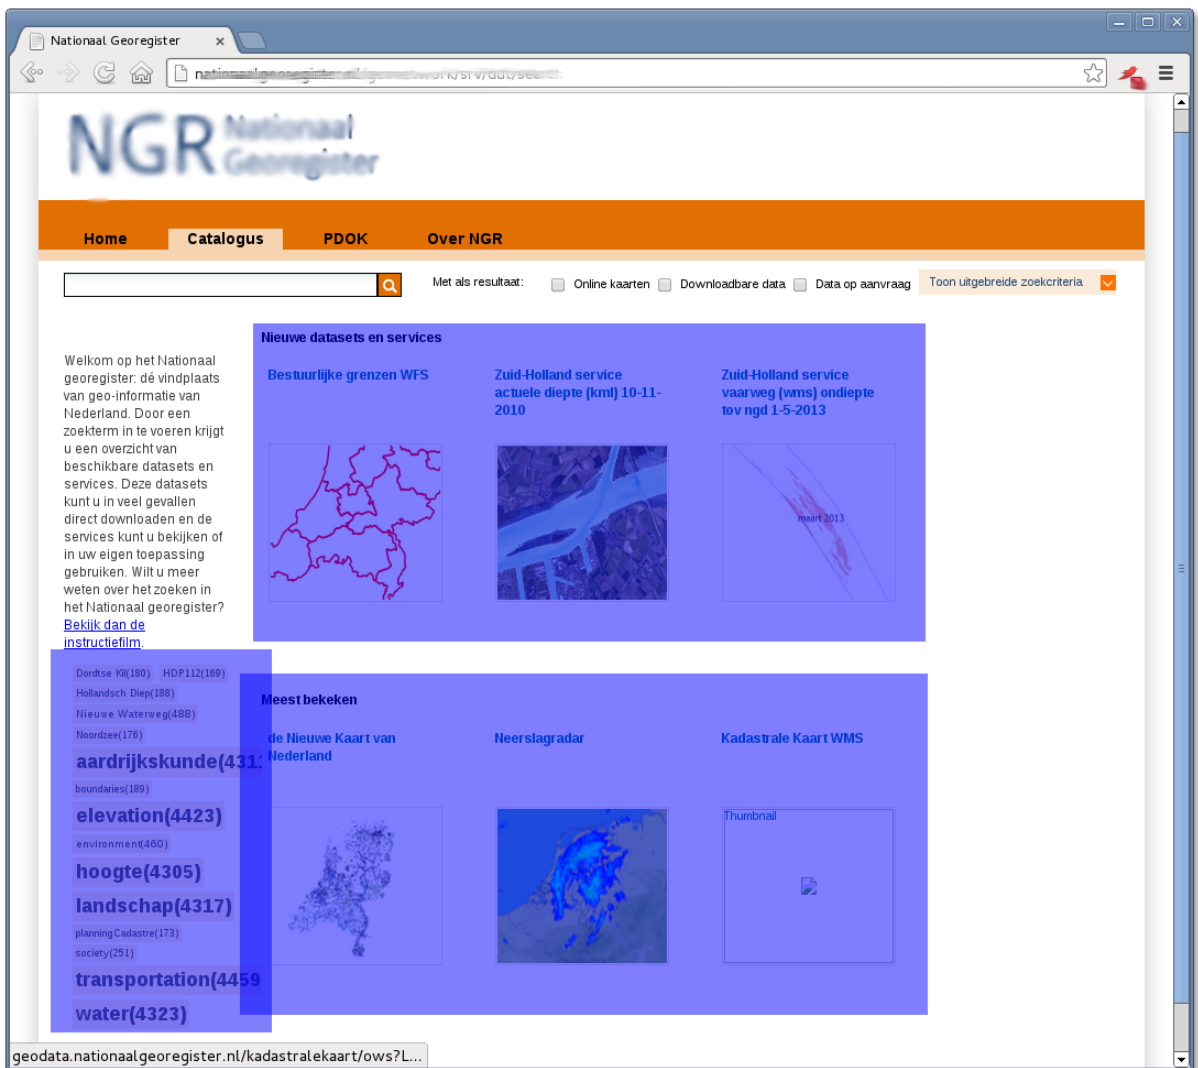 Nationaal Georegister
NGR Nationaal
Georegister
Home Catalogus PDOK Over NGR
Met als resultaat: Online kaarten Downloadbare data Data op aanvraag Toon uitgebreide zoekcriteria
Welkom op het Nationaal
georegister: dé vindplaats
van geo-informatie van
Nederland. Door een
zoekterm in te voeren krijgt
u een overzicht van
beschikbare datasets en
services. Deze datasets
kunt u in veel gevallen
direct downloaden en de
services kunt u bekijken of
in uw eigen toepassing
gebruiken. Wilt u meer
weten over het zoeken in
het Nationaal georegister?
Bekijk dan de
instructiefilm.
Nieuwe datasets en services
Bestuurlijke grenzen WFS
Zuid-Holland service
actuele diepte (kml) 10-11-
2010
Zuid-Holland service
vaarweg (wms) ondiepte
tov ngd 1-5-2013
maart 2013
Dordtse Kil(180) HDP112(169)
Hollandsch Diep(188)
Nieuwe Waterweg(488)
Noordzee(176)
aardrijkskunde(431
boundaries(189)
elevation(4423)
environment(460)
hoogte(4305)
landschap(4317)
planningCadastre(173)
society(251)
transportation(4459
water(4323)
Meest bekeken
de Nieuwe Kaart van
Nederland
Neerslagradar
Kadastrale Kaart WMS
Thumbnail
geodata.nationaalgeoregister.nl/kadastralekaart/ows?L...